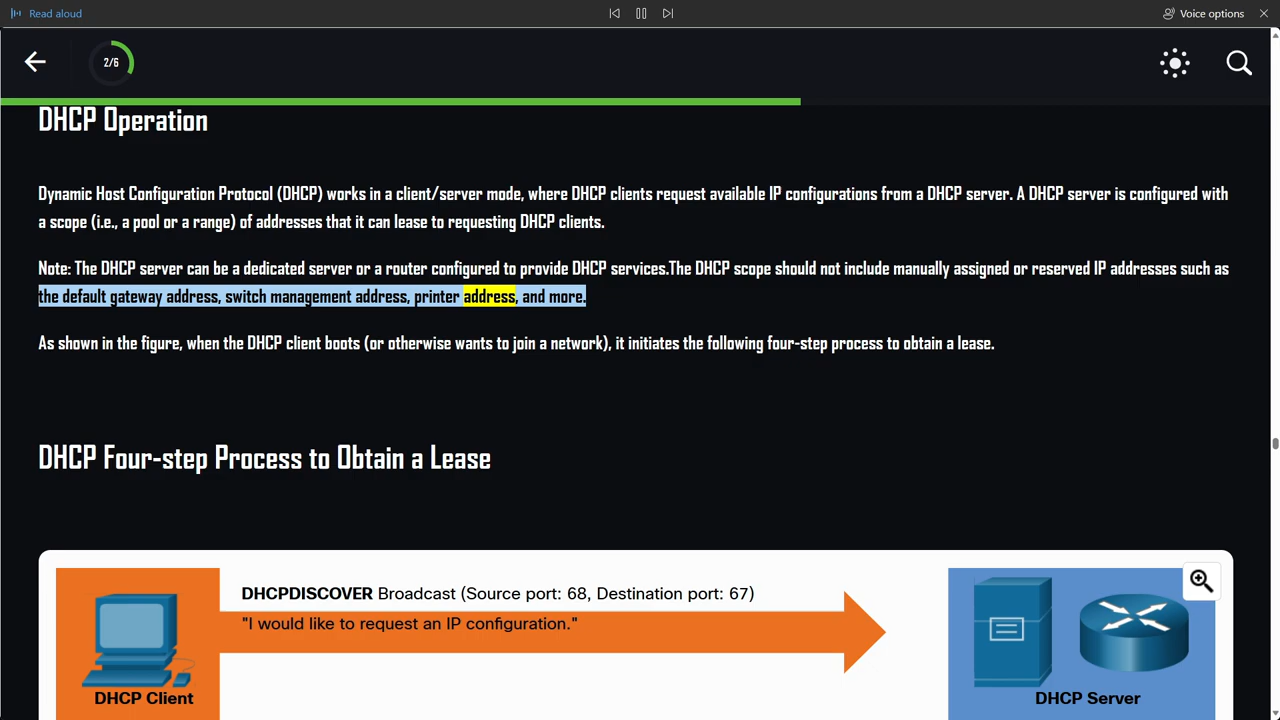 Read aloud
Voice options
2/6
DHCP Operation
Dynamic Host Configuration Protocol (DHCP) works in a client/server mode, where DHCP clients request available IP configurations from a DHCP server. A DHCP server is configured with
a scope (i.e., a pool or a range) of addresses that it can lease to requesting DHCP clients.
Note: The DHCP server can be a dedicated server or a router configured to provide DHCP services.The DHCP scope should not include manually assigned or reserved IP addresses such as
the default gateway address, switch management address, printer address, and more.
As shown in the figure, when the DHCP client boots (or otherwise wants to join a network), it initiates the following four-step process to obtain a lease.
DHCP Four-step Process to Obtain a Lease
DHCPDISCOVER Broadcast (Source port: 68, Destination port: 67)
"I would like to request an IP configuration."
DHCP Client
DHCP Server